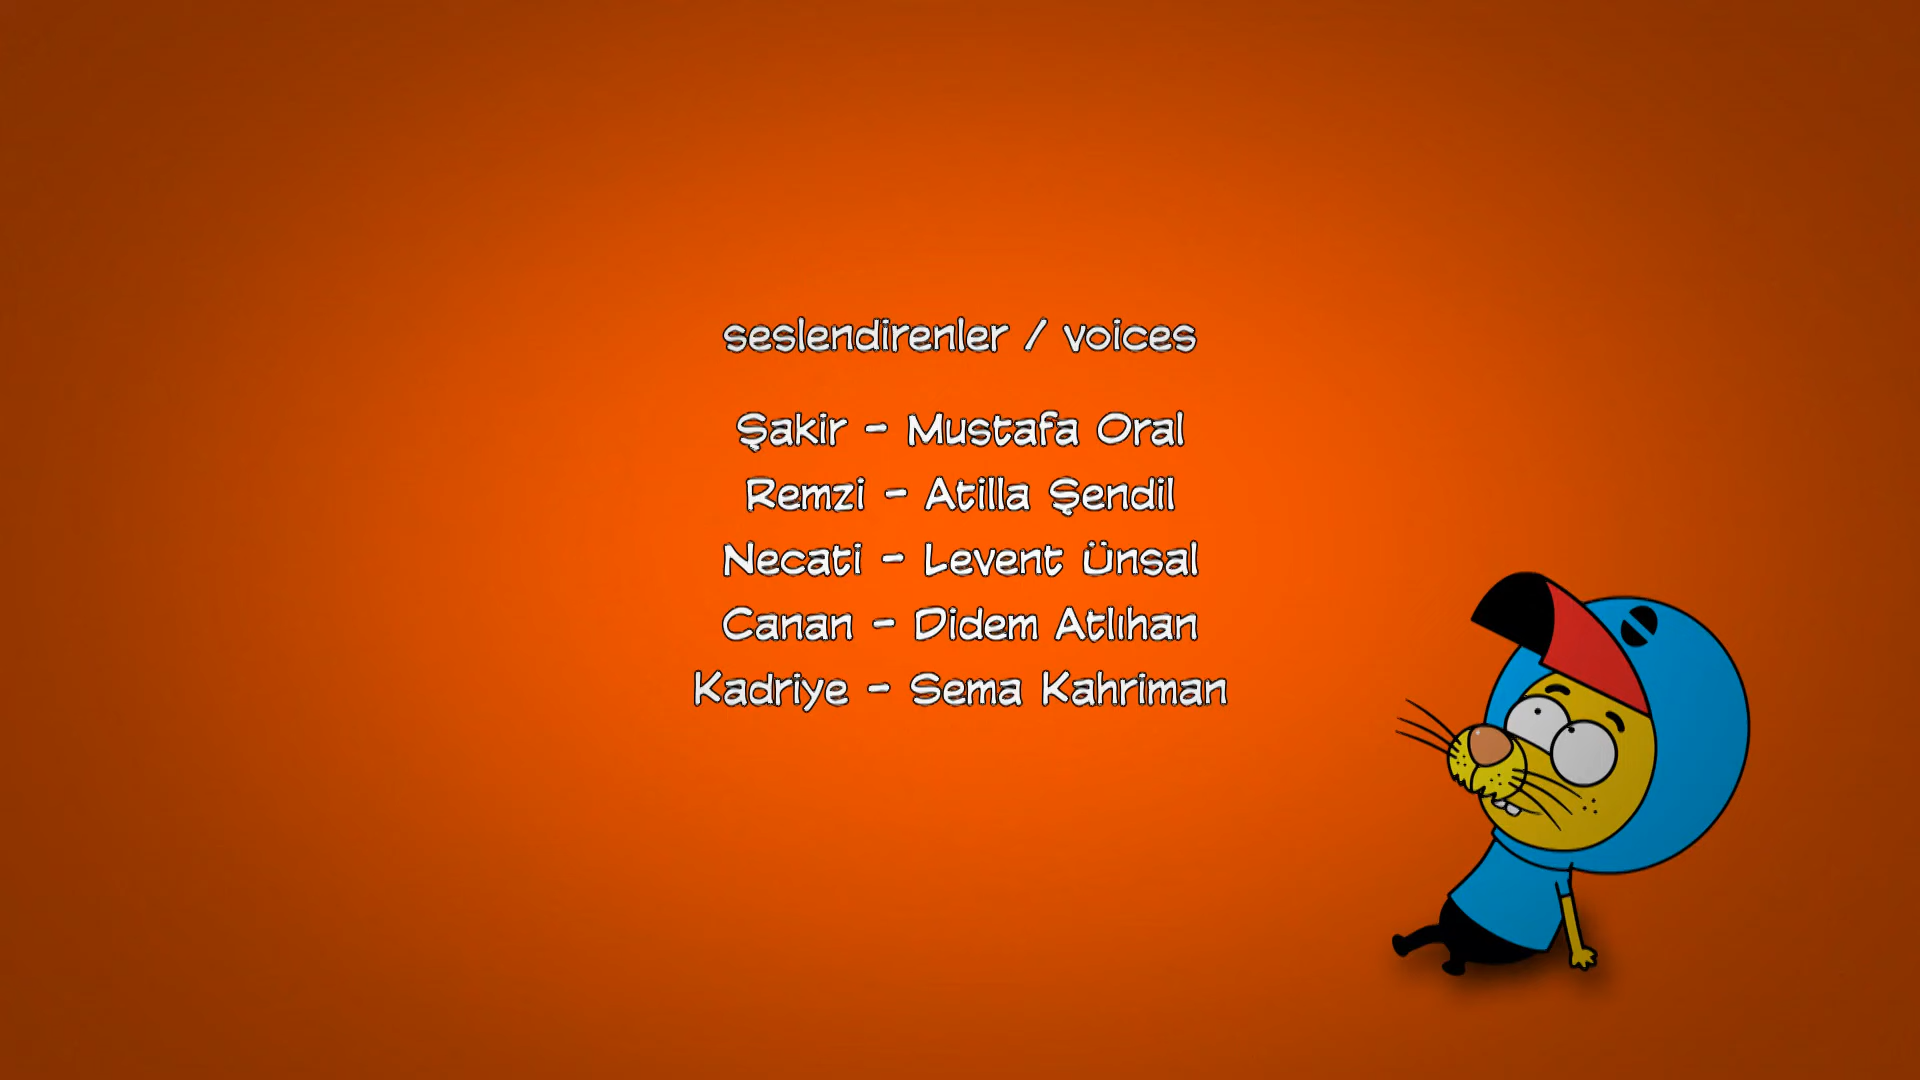 seslendirenler / voices
Şakir - Mustafa Oral
Remzi - Atilla Şendil
Necati - Levent Ünsal
Canan - Didem Atlıhan
Kadriye - Sema Kahriman